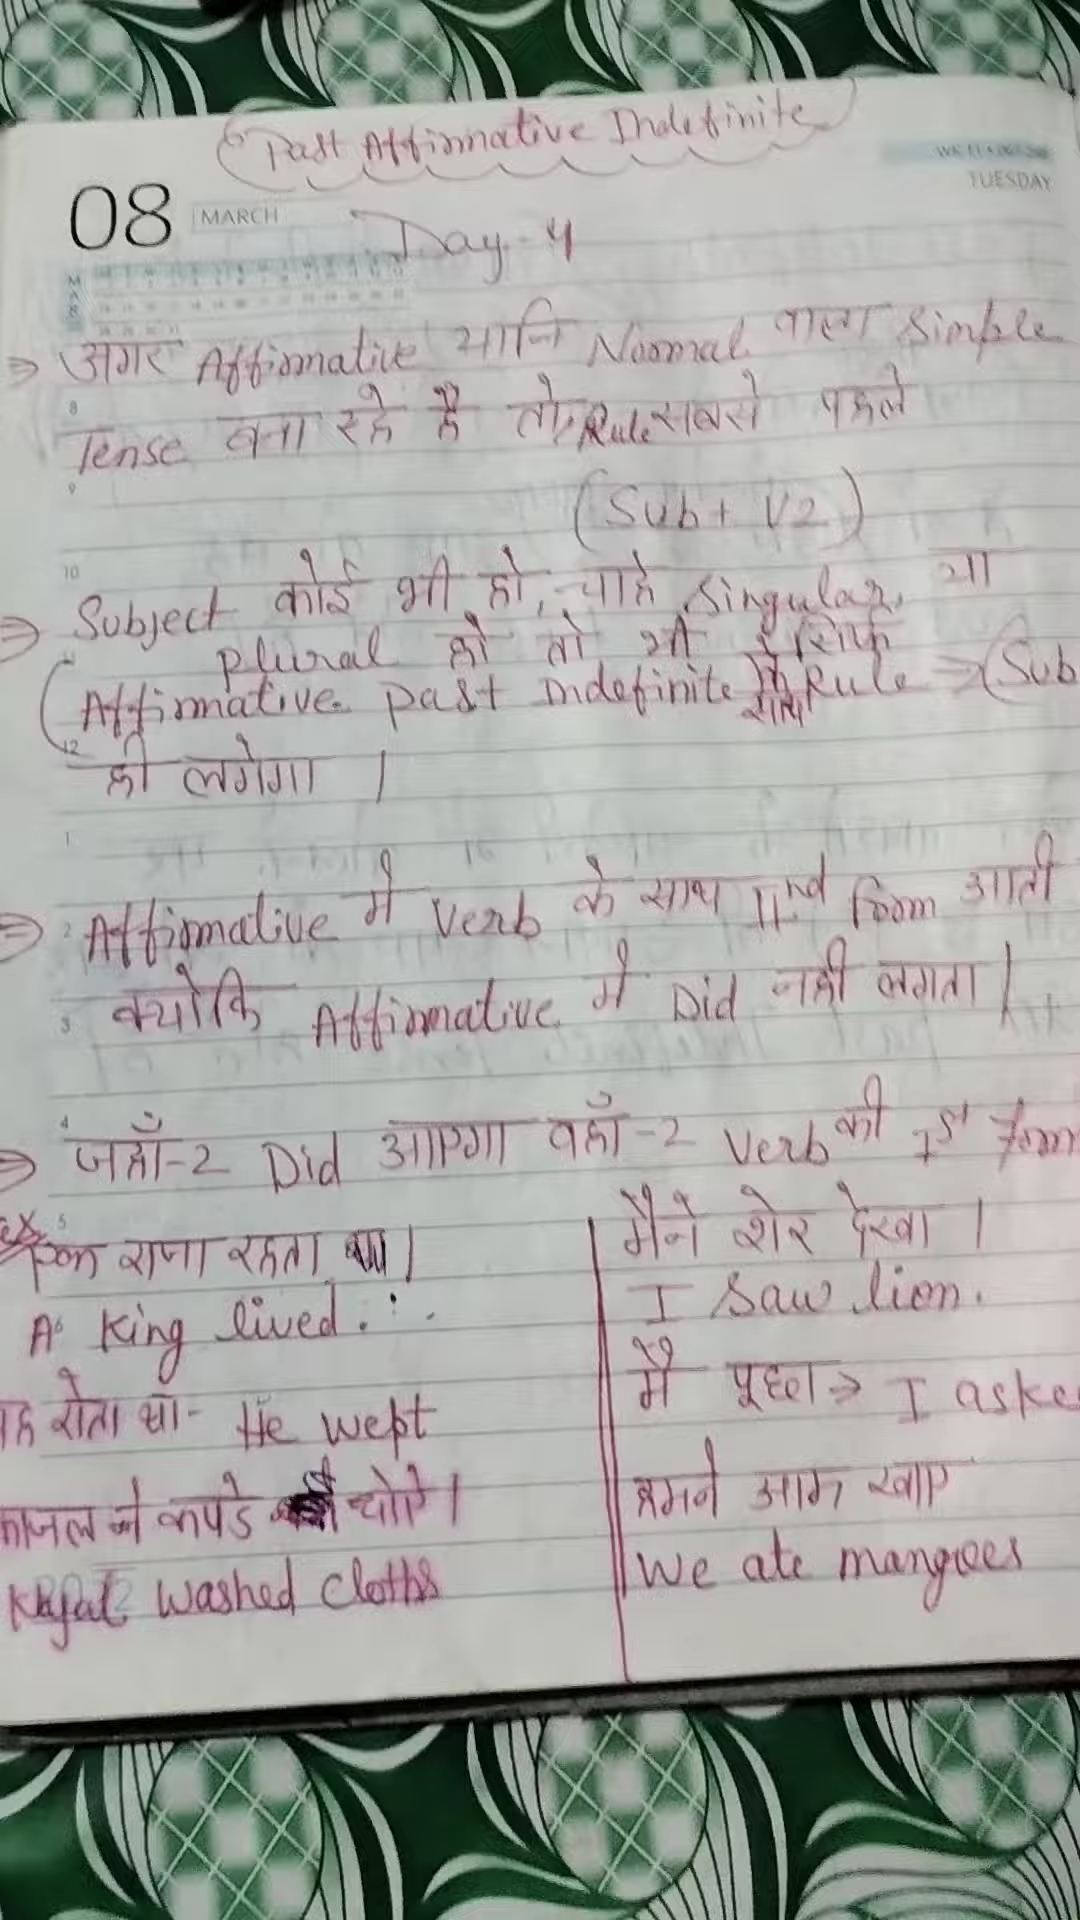 Past Affirmative Indefinite
TUESDAY
08 MARCH
Day-4
⇒ अगर Affirmative यानि Normal वाला Simple
Tense बना रहे है तो Rule सबसे पहले
(Sub + V2)
⇒ Subject कोई भी हो, चाहे singular, या
plural हो तो भी सिर्फ
(Affirmative past Indefinite Rule ⇒ (Sub
ही लगेगा ।
⇒ Affirmative मे verb के साथ IInd form आती
क्योकि Affirmative मे Did नही लगता ।
⇒ जहाँ-2 Did आएगा वहाँ-2 verb की Ist form
ex
राजा रहता था ।
A King lived.
वह रोता था - He wept
काजल ने कपडे धोऐ ।
Kajal washed cloths
मैने शेर देखा ।
I saw lion.
मैं पूछा ⇒ I aske
हमने आम खाए
We ate mangoes